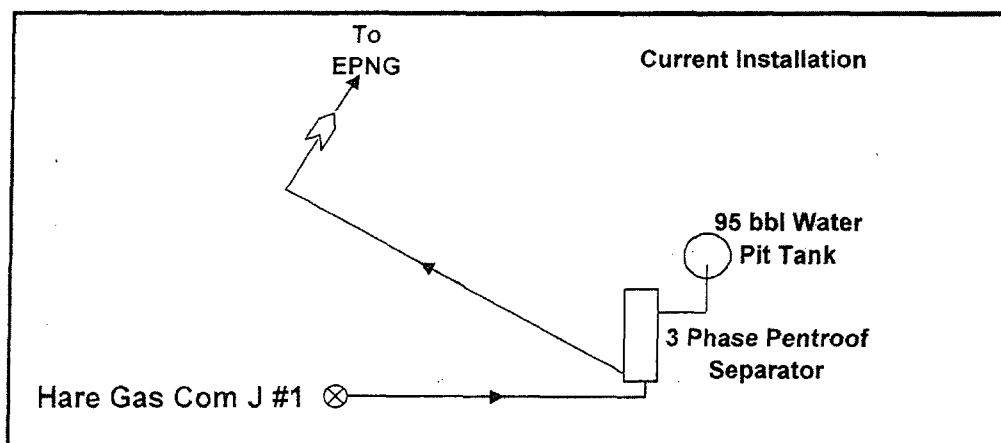 To
EPNG
Current Installation
95 bbl Water
Pit Tank
3 Phase Pentroof
Separator
Hare Gas Com J #1